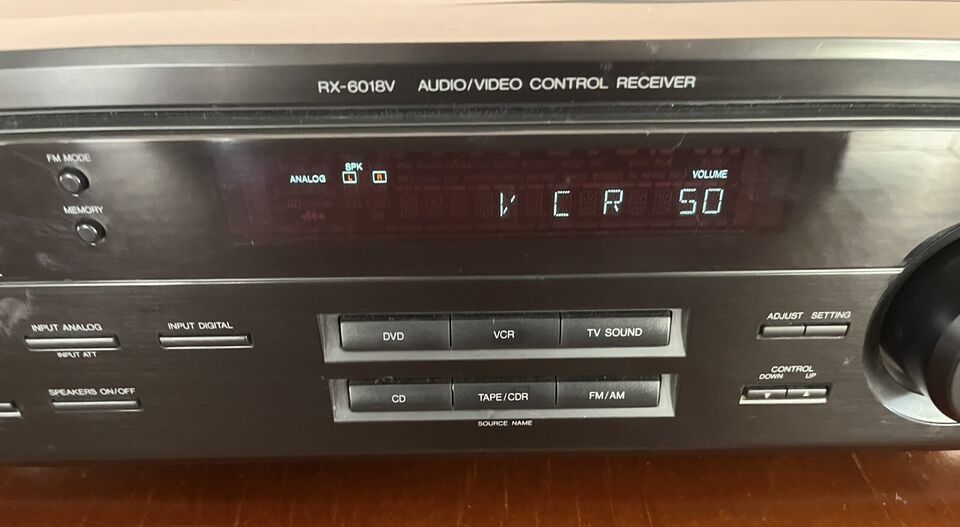 RX-6018V AUDIO/VIDEO CONTROL RECEIVER
FM MODE
MEMORY
SPK
ANALOG L R
VOLUME
VCR 50
INPUT ANALOG
INPUT ATT
INPUT DIGITAL
SPEAKERS ON/OFF
DVD VCR TV SOUND
CD TAPE/CDR FM/AM
SOURCE NAME
ADJUST SETTING
CONTROL
DOWN UP